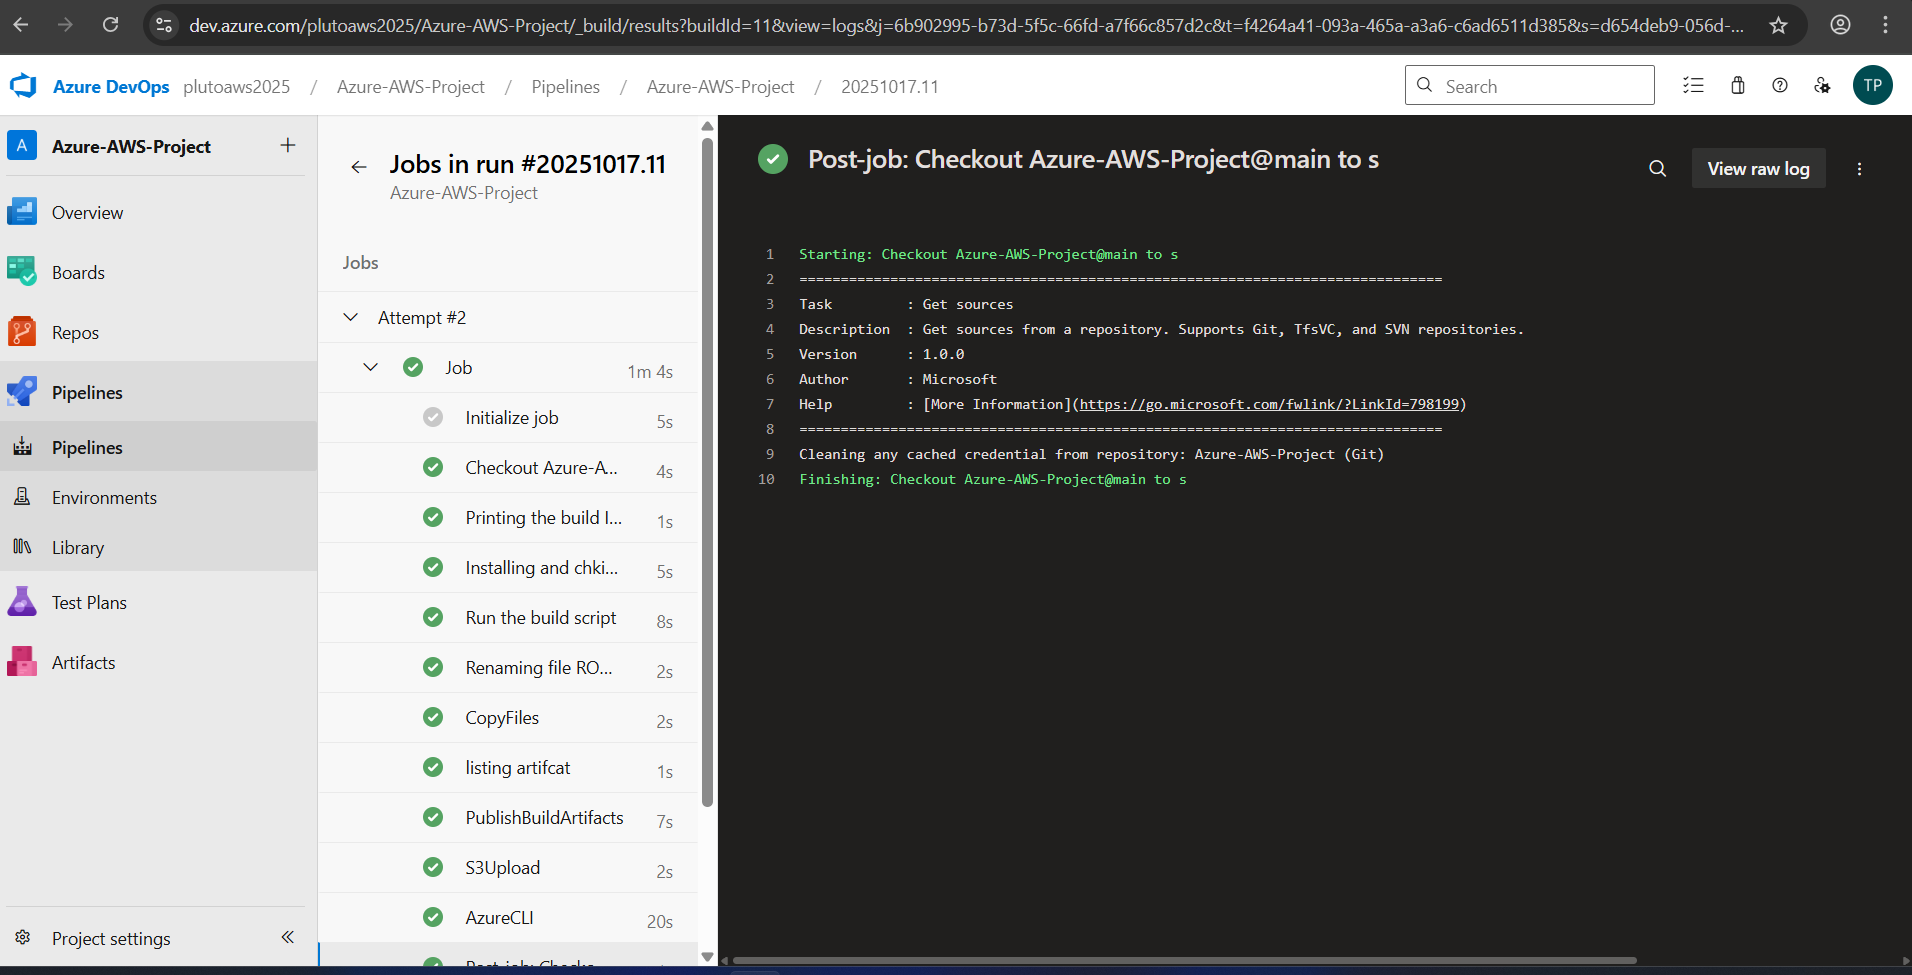 dev.azure.com/plutoaws2025/Azure-AWS-Project/_build/results?buildId=11&view=logs&j=6b902995-b73d-5f5c-66fd-a7f66c857d2c&t=f4264a41-093a-465a-a3a6-c6ad6511d385&s=d654deb9-056d-...
Azure DevOps plutoaws2025 / Azure-AWS-Project / Pipelines / Azure-AWS-Project / 20251017.11
Search
TP
A Azure-AWS-Project +
Overview
Boards
Repos
Pipelines
Pipelines
Environments
Library
Test Plans
Artifacts
Project settings
Jobs in run #20251017.11
Azure-AWS-Project
Jobs
Attempt #2
Job 1m 4s
Initialize job 5s
Checkout Azure-A... 4s
Printing the build I... 1s
Installing and chki... 5s
Run the build script 8s
Renaming file RO... 2s
CopyFiles 2s
listing artifcat 1s
PublishBuildArtifacts 7s
S3Upload 2s
AzureCLI 20s
Post-job: Checko...
Post-job: Checkout Azure-AWS-Project@main to s
View raw log
1 Starting: Checkout Azure-AWS-Project@main to s
2 ==============================================================================
3 Task : Get sources
4 Description : Get sources from a repository. Supports Git, TfsVC, and SVN repositories.
5 Version : 1.0.0
6 Author : Microsoft
7 Help : [More Information](https://go.microsoft.com/fwlink/?LinkId=798199)
8 ==============================================================================
9 Cleaning any cached credential from repository: Azure-AWS-Project (Git)
10 Finishing: Checkout Azure-AWS-Project@main to s